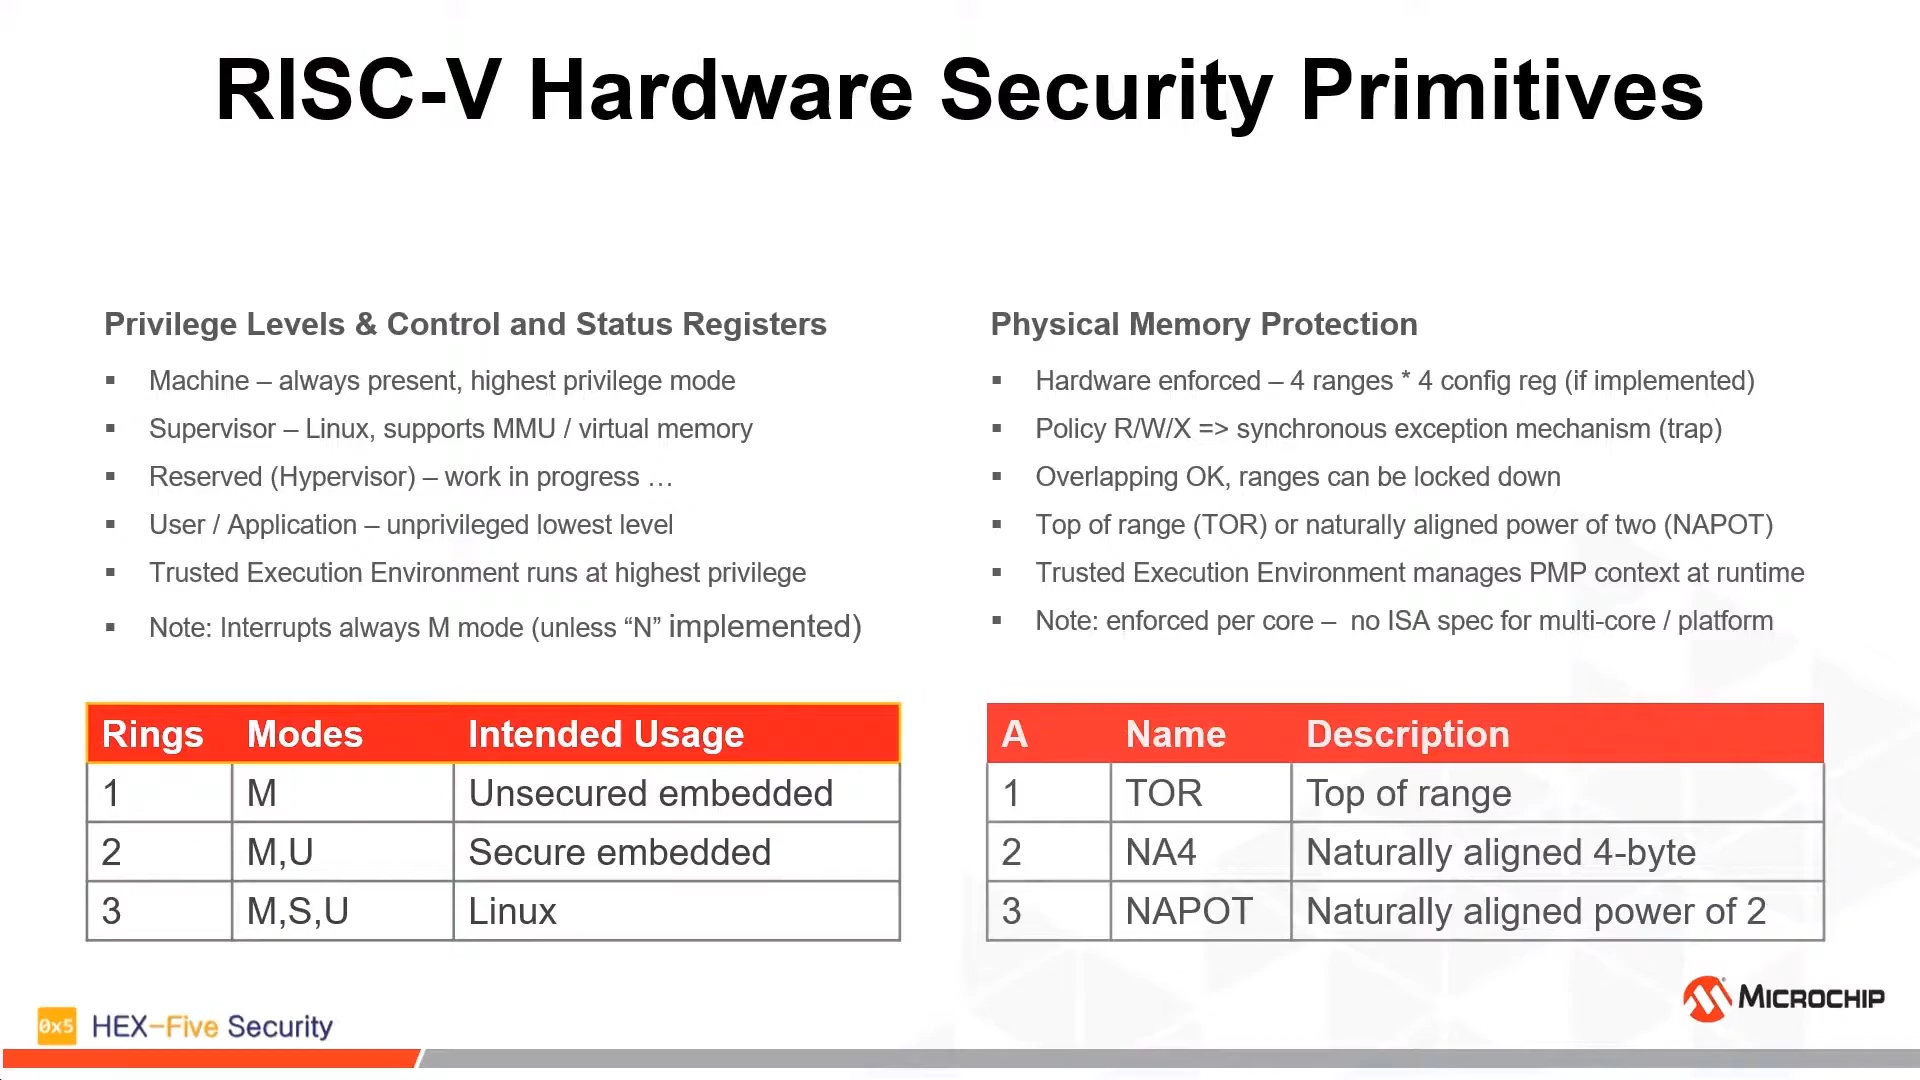 RISC-V Hardware Security Primitives
Privilege Levels & Control and Status Registers
▪ Machine – always present, highest privilege mode
▪ Supervisor – Linux, supports MMU / virtual memory
▪ Reserved (Hypervisor) – work in progress …
▪ User / Application – unprivileged lowest level
▪ Trusted Execution Environment runs at highest privilege
▪ Note: Interrupts always M mode (unless “N” implemented)
Rings Modes Intended Usage
1 M Unsecured embedded
2 M,U Secure embedded
3 M,S,U Linux
Physical Memory Protection
▪ Hardware enforced – 4 ranges * 4 config reg (if implemented)
▪ Policy R/W/X => synchronous exception mechanism (trap)
▪ Overlapping OK, ranges can be locked down
▪ Top of range (TOR) or naturally aligned power of two (NAPOT)
▪ Trusted Execution Environment manages PMP context at runtime
▪ Note: enforced per core – no ISA spec for multi-core / platform
A Name Description
1 TOR Top of range
2 NA4 Naturally aligned 4-byte
3 NAPOT Naturally aligned power of 2
0x5 HEX-Five Security
MICROCHIP